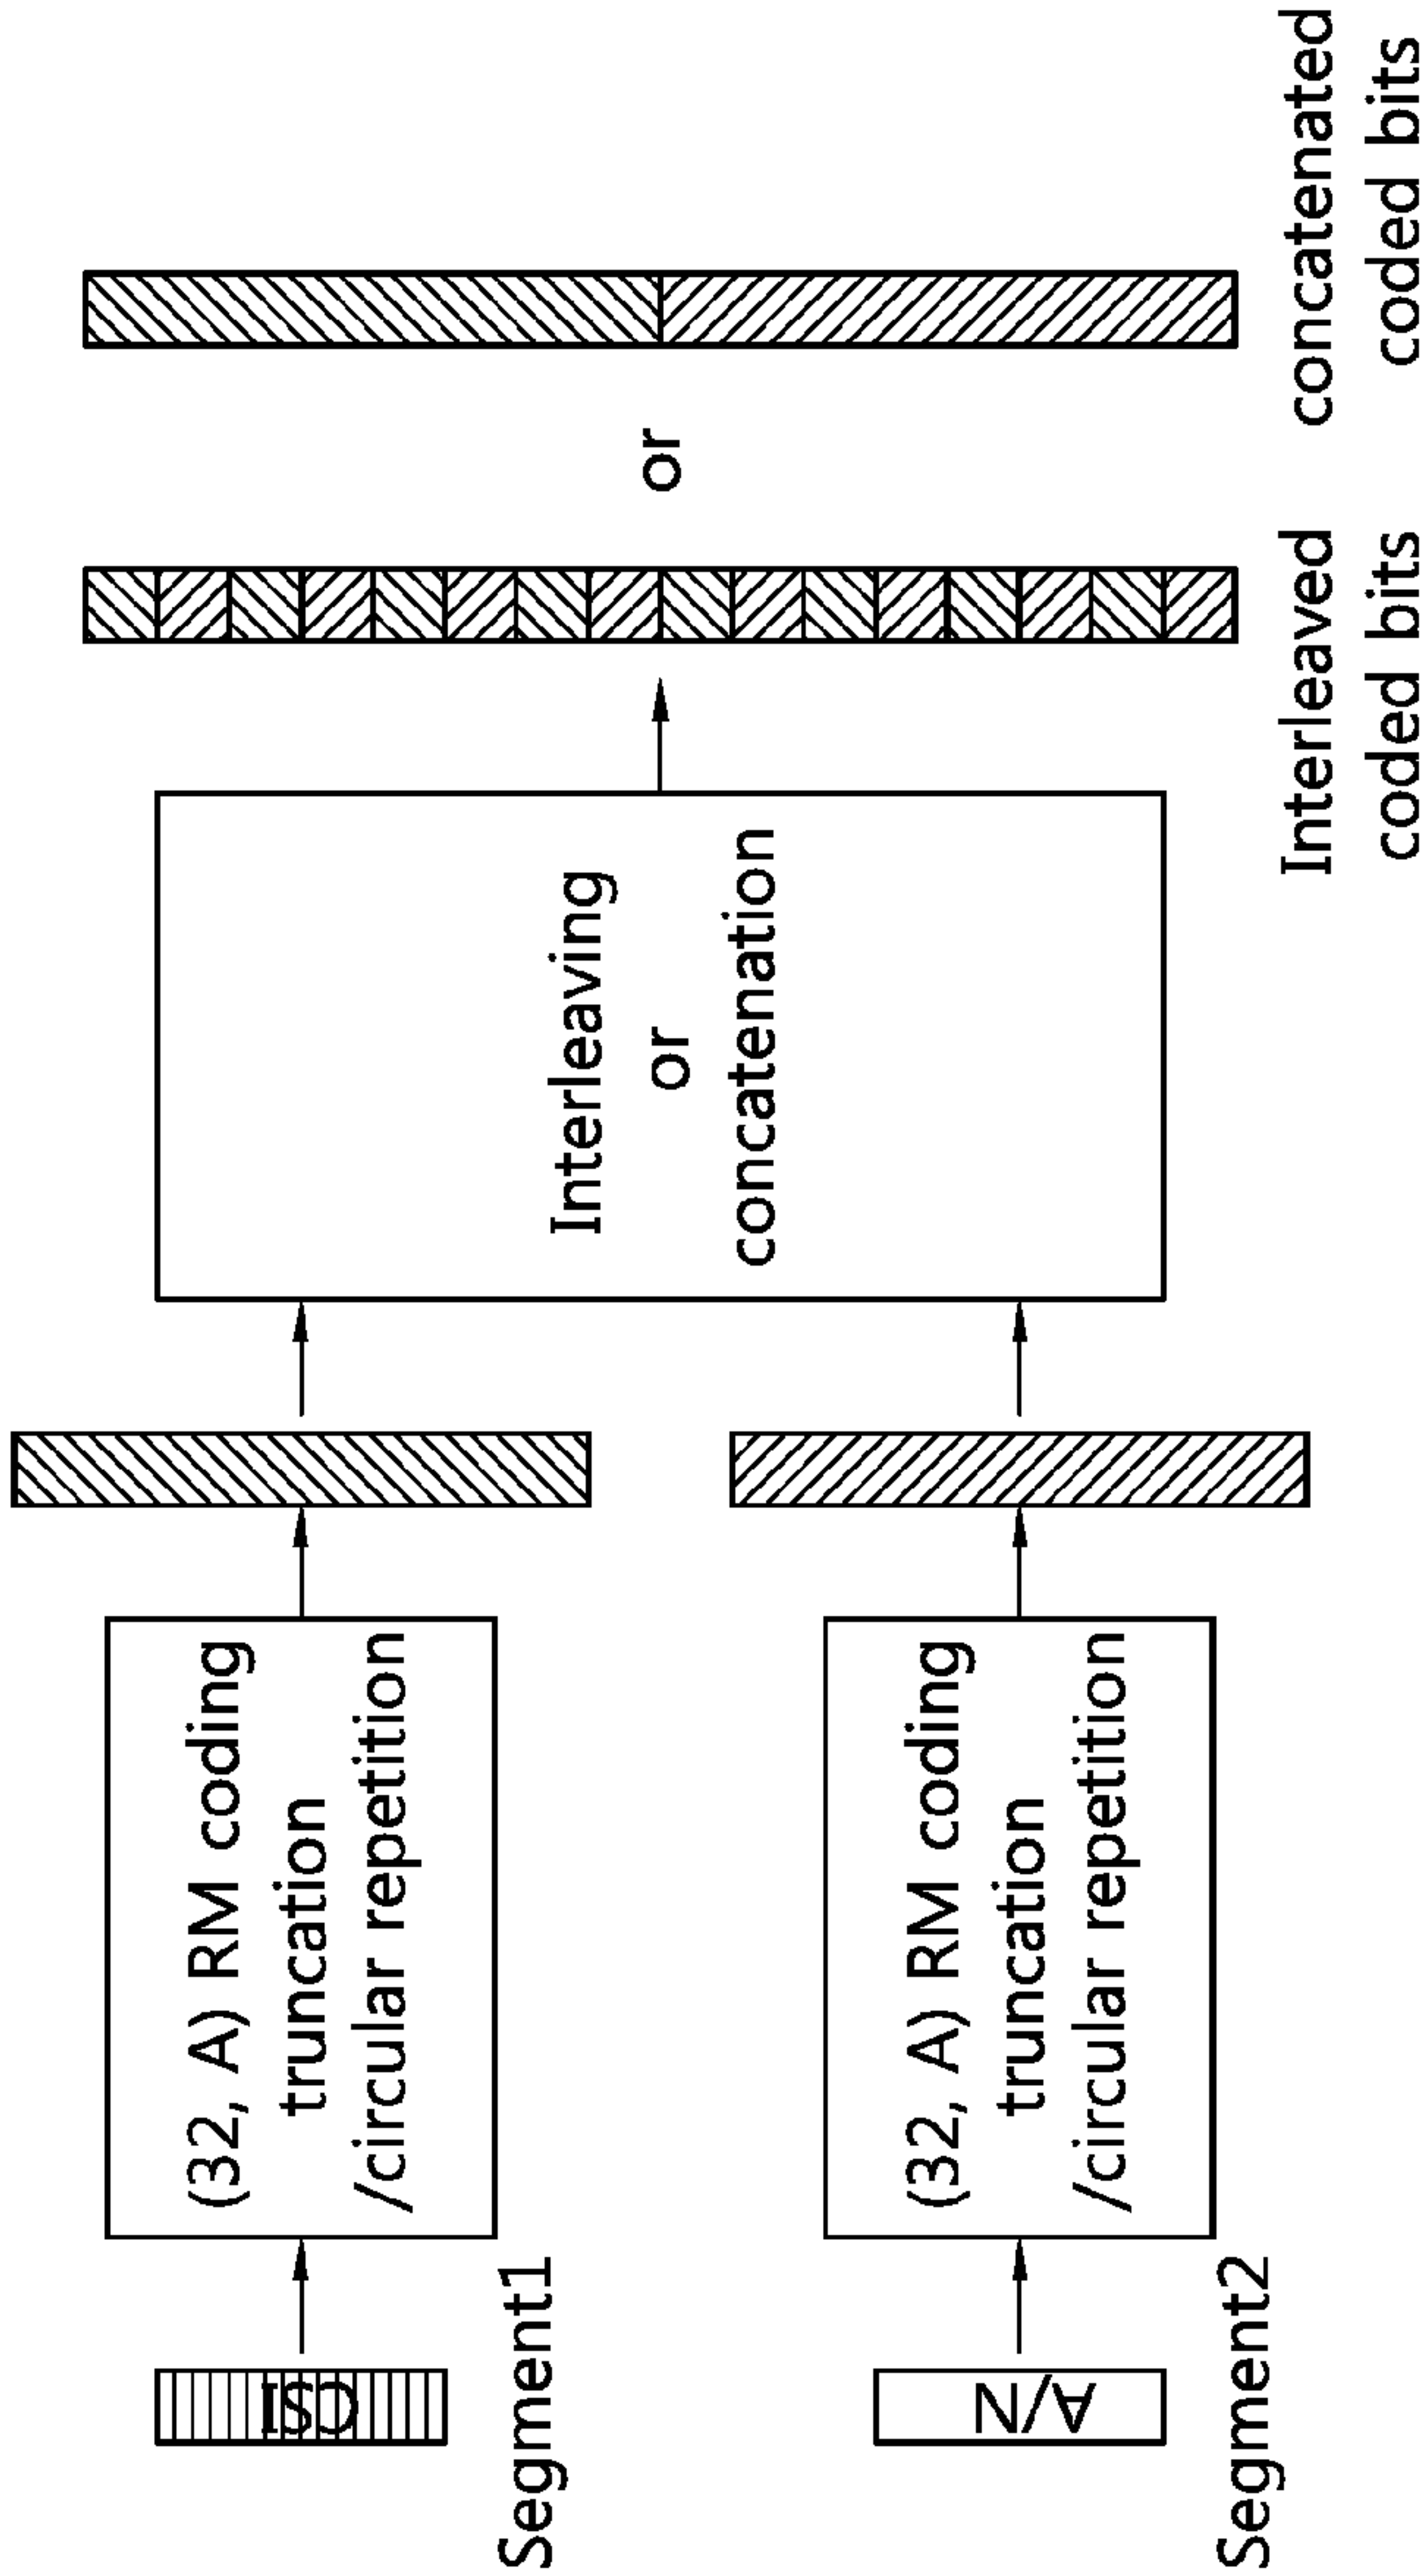 CSI
Segment1
(32, A) RM coding
truncation
/circular repetition
A/N
Segment2
(32, A) RM coding
truncation
/circular repetition
Interleaving
or
concatenation
Interleaved
coded bits
or
concatenated
coded bits